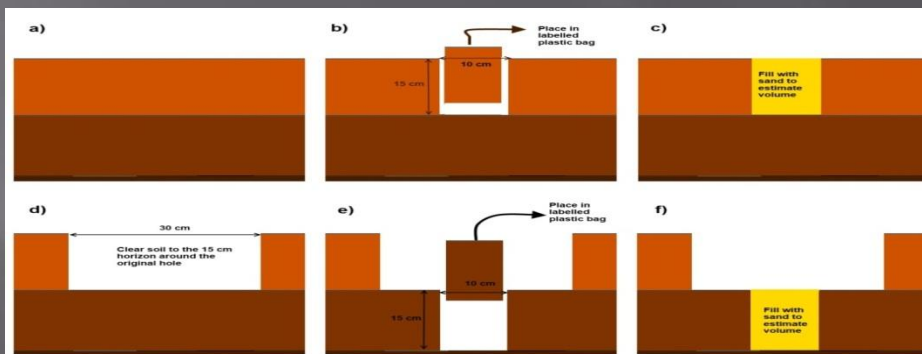 a)
b)
Place in
labelled
plastic bag
10 cm
15 cm
c)
Fill with
sand to
estimate
volume
d)
30 cm
Clear soil to the 15 cm
horizon around the
original hole
e)
Place in
labelled
plastic bag
10 cm
15 cm
f)
Fill with
sand to
estimate
volume